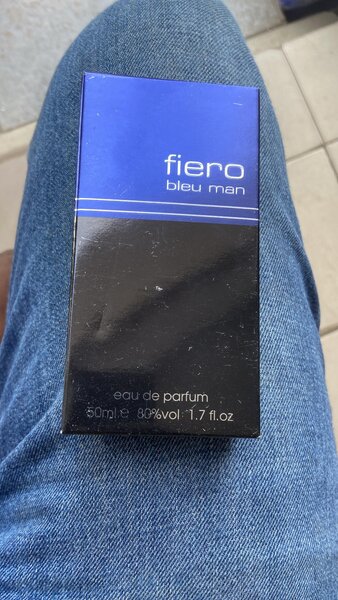 fiero
bleu man
eau de parfum
50ml e 80%vol 1.7 fl.oz